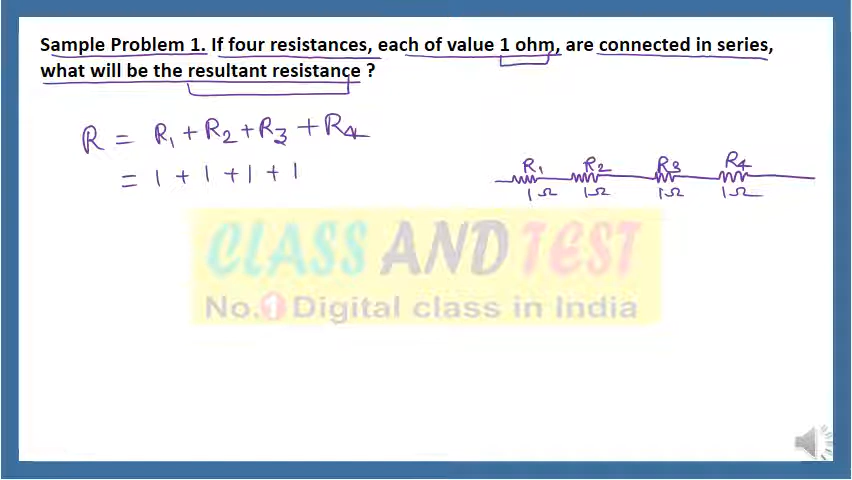 Sample Problem 1. If four resistances, each of value 1 ohm, are connected in series,
what will be the resultant resistance ?
R = R1 + R2 + R3 + R4
= 1 + 1 + 1 + 1
R1 R2 R3 R4
1Ω 1Ω 1Ω 1Ω
CLASS AND TEST
No.1 Digital class in India